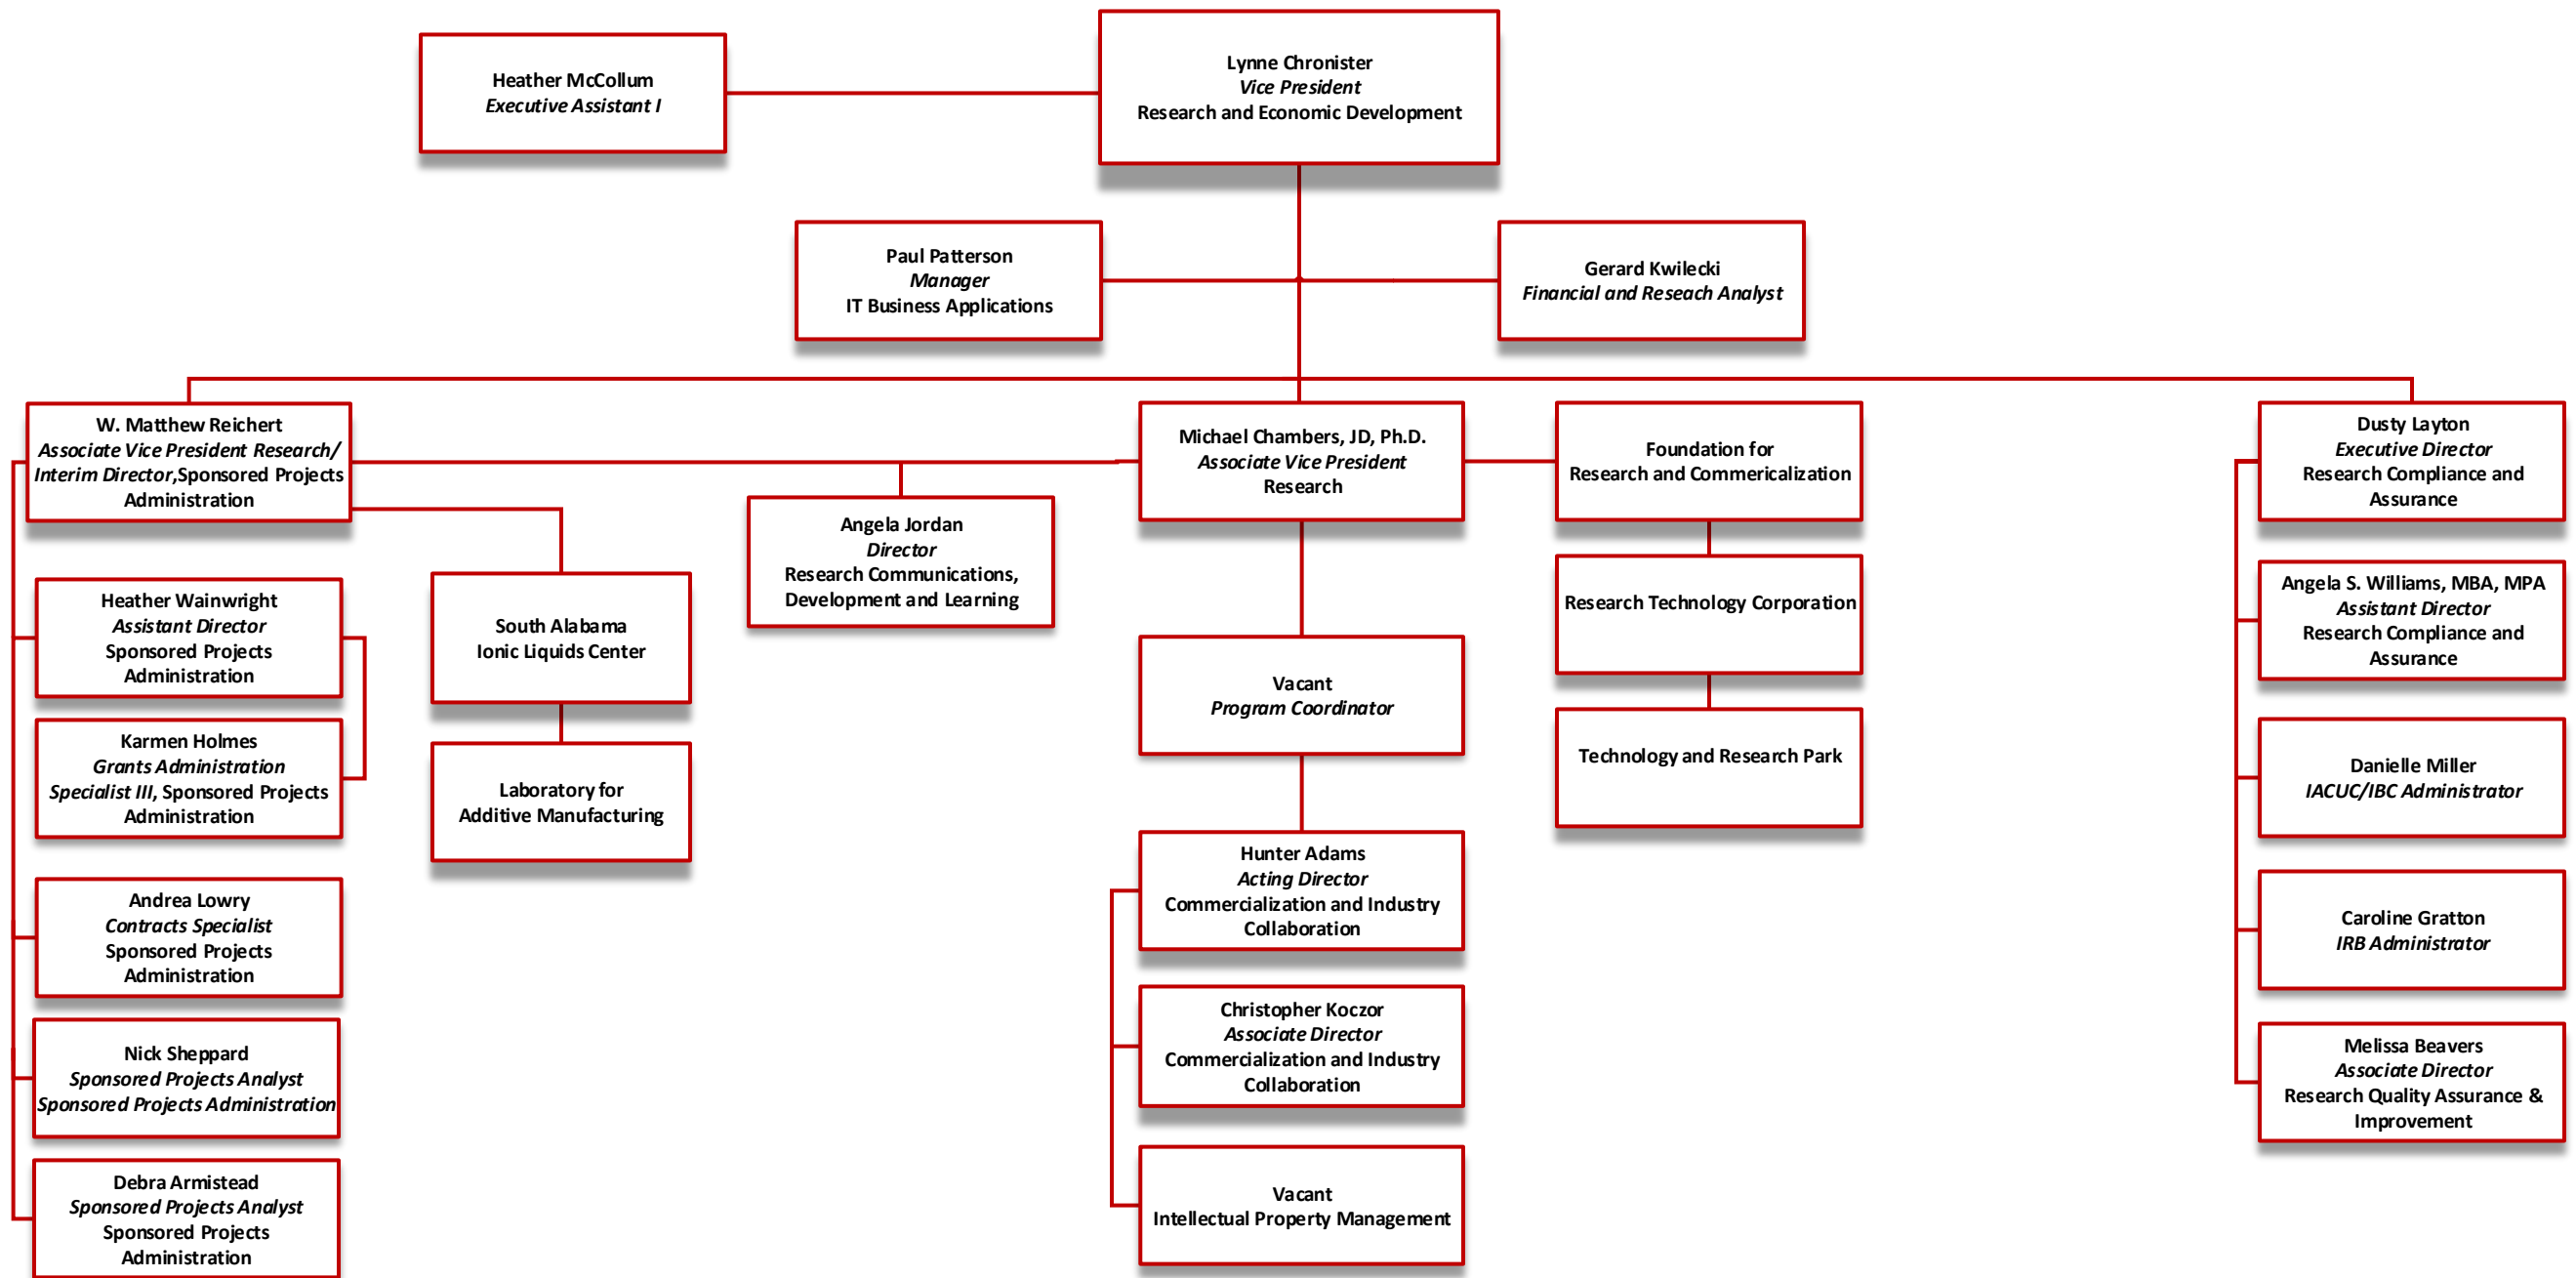 Heather McCollum
Executive Assistant I
Lynne Chronister
Vice President
Research and Economic Development
Paul Patterson
Manager
IT Business Applications
Gerard Kwilecki
Financial and Reseach Analyst
W. Matthew Reichert
Associate Vice President Research/
Interim Director,Sponsored Projects
Administration
Michael Chambers, JD, Ph.D.
Associate Vice President
Research
Foundation for
Research and Commericalization
Dusty Layton
Executive Director
Research Compliance and
Assurance
Angela Jordan
Director
Research Communications,
Development and Learning
Heather Wainwright
Assistant Director
Sponsored Projects
Administration
South Alabama
Ionic Liquids Center
Research Technology Corporation
Angela S. Williams, MBA, MPA
Assistant Director
Research Compliance and
Assurance
Vacant
Program Coordinator
Karmen Holmes
Grants Administration
Specialist III, Sponsored Projects
Administration
Laboratory for
Additive Manufacturing
Technology and Research Park
Danielle Miller
IACUC/IBC Administrator
Hunter Adams
Acting Director
Commercialization and Industry
Collaboration
Andrea Lowry
Contracts Specialist
Sponsored Projects
Administration
Caroline Gratton
IRB Administrator
Christopher Koczor
Associate Director
Commercialization and Industry
Collaboration
Nick Sheppard
Sponsored Projects Analyst
Sponsored Projects Administration
Melissa Beavers
Associate Director
Research Quality Assurance &
Improvement
Debra Armistead
Sponsored Projects Analyst
Sponsored Projects
Administration
Vacant
Intellectual Property Management